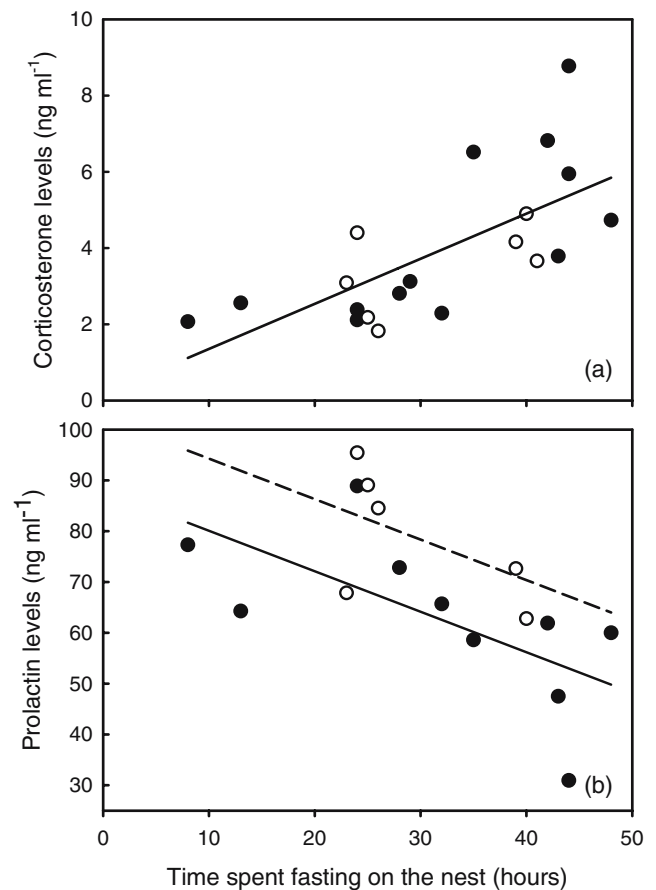 10
8
6
4
2
0
Corticosterone levels (ng ml⁻¹)
(a)
100
90
80
70
60
50
40
30
Prolactin levels (ng ml⁻¹)
(b)
0 10 20 30 40 50
Time spent fasting on the nest (hours)